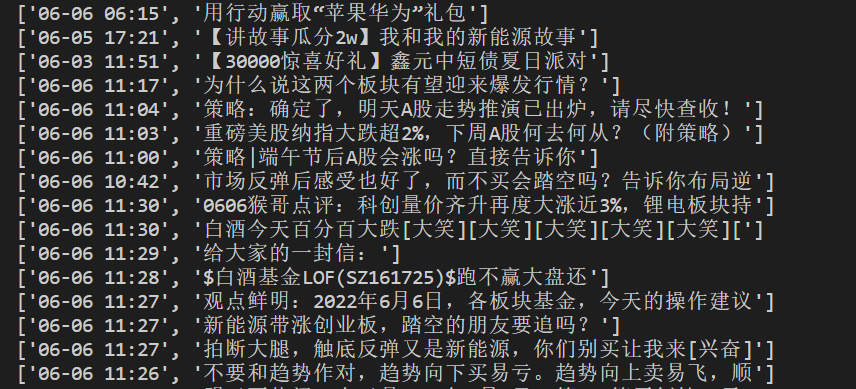 ['06-06 06:15', '用行动赢取“苹果华为”礼包']
['06-05 17:21', '【讲故事瓜分2w】我和我的新能源故事']
['06-03 11:51', '【30000惊喜好礼】鑫元中短债夏日派对']
['06-06 11:17', '为什么说这两个板块有望迎来爆发行情？']
['06-06 11:04', '策略：确定了，明天A股走势推演已出炉，请尽快查收！']
['06-06 11:03', '重磅美股纳指大跌超2%，下周A股何去何从？（附策略）']
['06-06 11:00', '策略|端午节后A股会涨吗？直接告诉你']
['06-06 10:42', '市场反弹后感受也好了，而不买会踏空吗？告诉你布局逆']
['06-06 11:30', '0606猴哥点评：科创量价齐升再度大涨近3%，锂电板块持']
['06-06 11:30', '白酒今天百分百大跌[大笑][大笑][大笑][大笑][大笑][']
['06-06 11:29', '给大家的一封信：']
['06-06 11:28', '$白酒基金LOF(SZ161725)$跑不赢大盘还']
['06-06 11:27', '观点鲜明：2022年6月6日，各板块基金，今天的操作建议']
['06-06 11:27', '新能源带涨创业板，踏空的朋友要追吗？']
['06-06 11:27', '拍断大腿，触底反弹又是新能源，你们别买让我来[兴奋]']
['06-06 11:26', '不要和趋势作对，趋势向下买易亏。趋势向上卖易飞，顺